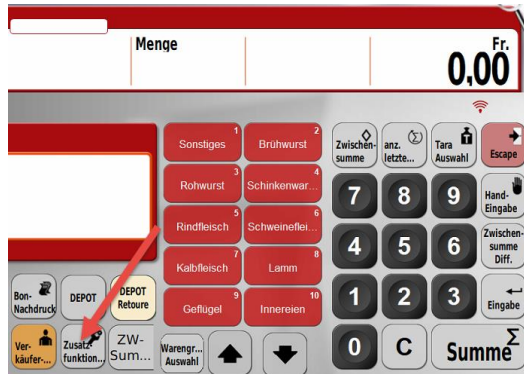 Menge
Fr.
0,00
1
Sonstiges
2
Brühwurst
3
Rohwurst
4
Schinkenwar...
5
Rindfleisch
6
Schweineflei...
7
Kalbfleisch
8
Lamm
9
Geflügel
10
Innereien
Warengr...
Auswahl
Zwischen-
summe
anz.
letzte...
Tara
Auswahl
Escape
7
8
9
Hand-
Eingabe
4
5
6
Zwischen-
summe
Diff.
1
2
3
Eingabe
0
C
Summe
Bon-
Nachdruck
DEPOT
DEPOT
Retoure
Ver-
käufer-...
Zusatz
funktion...
ZW-
Sum...